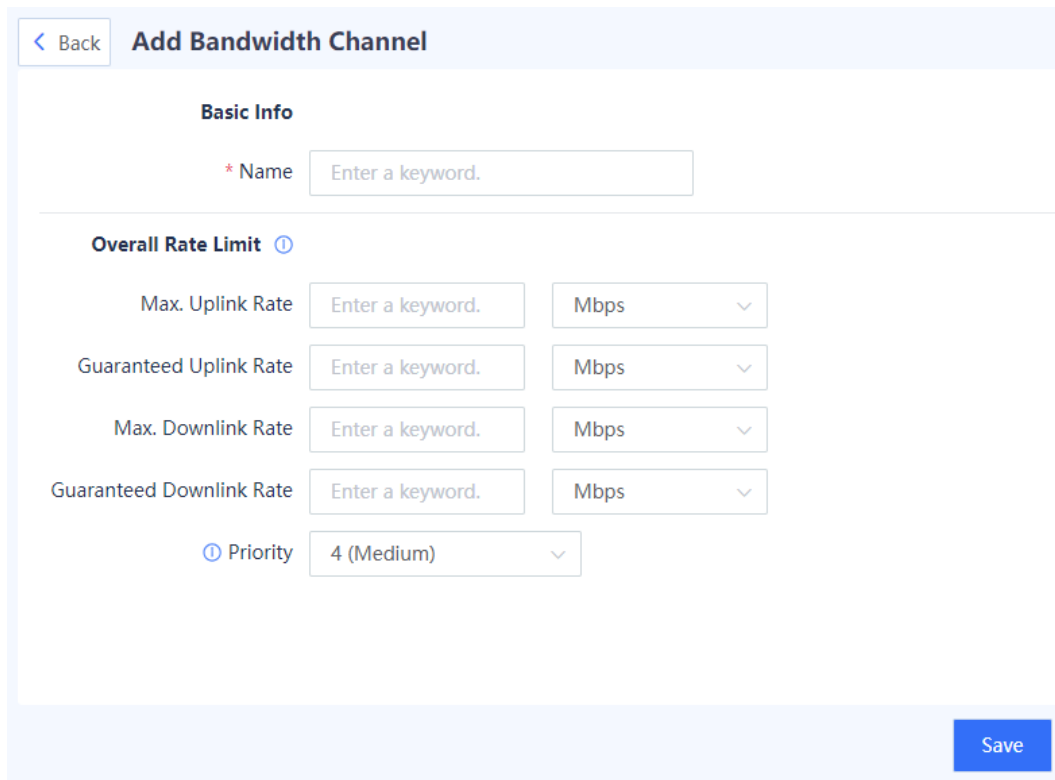 Back Add Bandwidth Channel
Basic Info
* Name Enter a keyword.
Overall Rate Limit
Max. Uplink Rate Enter a keyword. Mbps
Guaranteed Uplink Rate Enter a keyword. Mbps
Max. Downlink Rate Enter a keyword. Mbps
Guaranteed Downlink Rate Enter a keyword. Mbps
Priority 4 (Medium)
Save